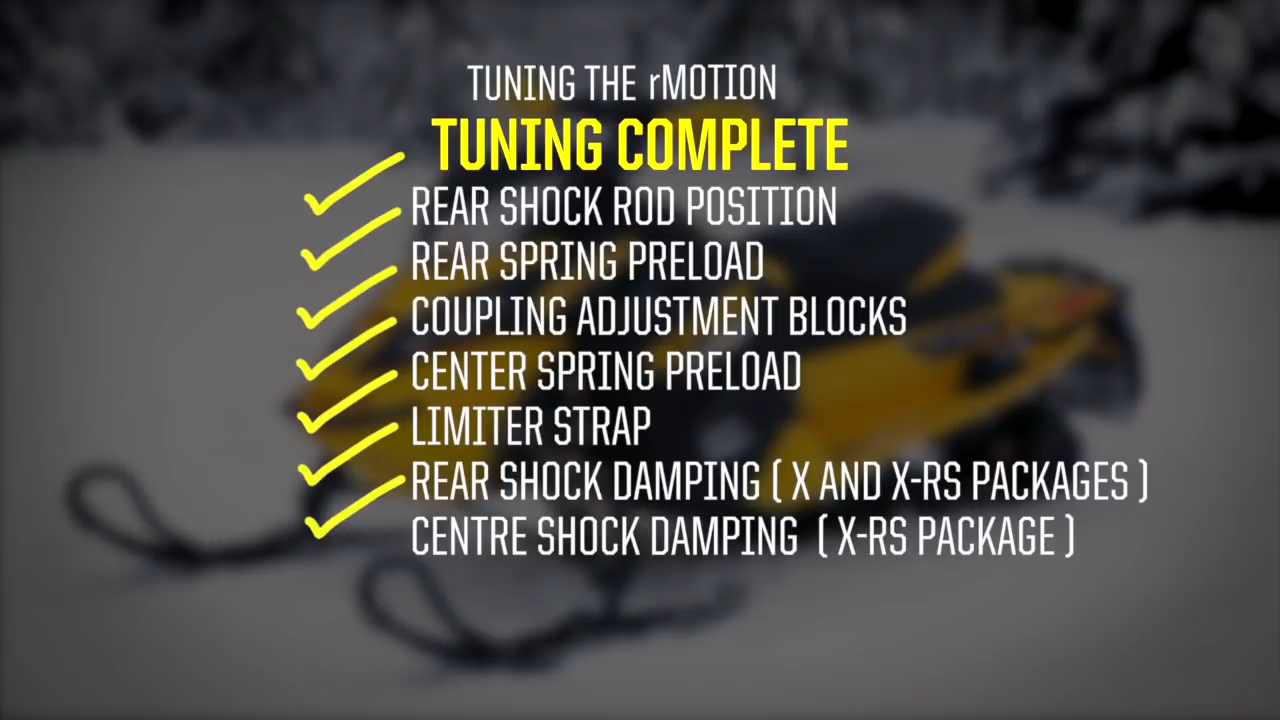 TUNING THE rMOTION
TUNING COMPLETE
REAR SHOCK ROD POSITION
REAR SPRING PRELOAD
COUPLING ADJUSTMENT BLOCKS
CENTER SPRING PRELOAD
LIMITER STRAP
REAR SHOCK DAMPING ( X AND X-RS PACKAGES )
CENTRE SHOCK DAMPING ( X-RS PACKAGE )